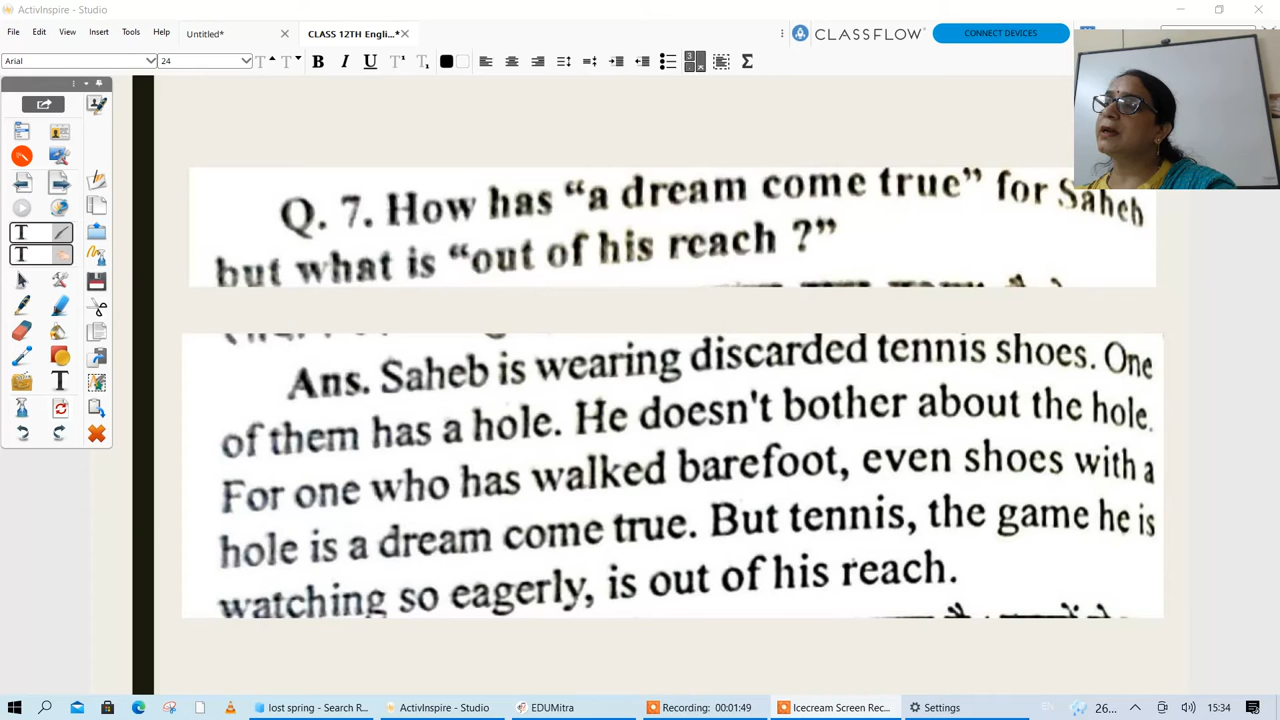 ActivInspire - Studio
File Edit View Insert Tools Help
Untitled*
CLASS 12TH Engli...*
CLASSFLOW
CONNECT DEVICES
Arial
24
Q. 7. How has “a dream come true” for Saheb
but what is “out of his reach ?”
Ans. Saheb is wearing discarded tennis shoes. One
of them has a hole. He doesn't bother about the hole.
For one who has walked barefoot, even shoes with a
hole is a dream come true. But tennis, the game he is
watching so eagerly, is out of his reach.
lost spring - Search R...
ActivInspire - Studio
EDUMitra
Recording: 00:01:49
Icecream Screen Rec...
Settings
EN
26...
15:34